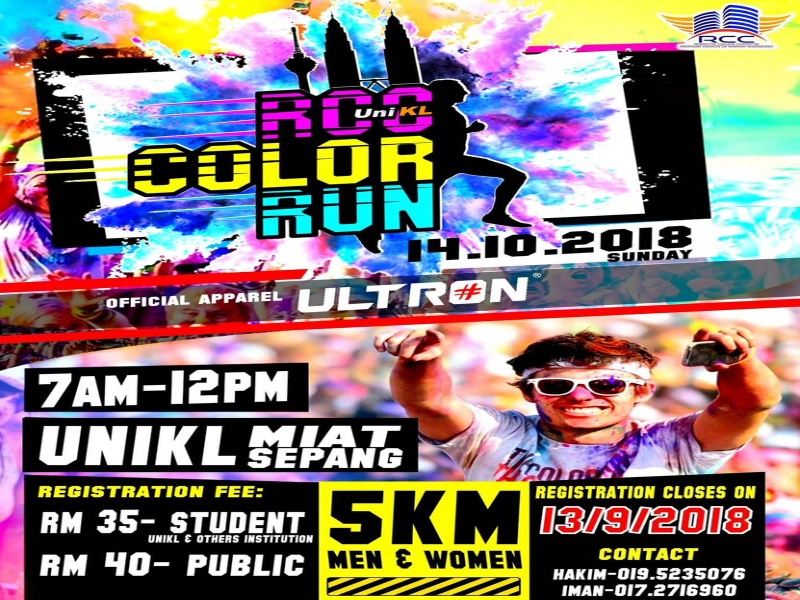 RCC
RCC
UniKL
COLOR
RUN
14.10.2018
SUNDAY
OFFICIAL APPAREL ULTRON®
7AM-12PM
UNIKL MIAT
SEPANG
REGISTRATION FEE:
RM 35- STUDENT
UNIKL & OTHERS INSTITUTION
RM 40- PUBLIC
5KM
MEN & WOMEN
REGISTRATION CLOSES ON
13/9/2018
CONTACT
HAKIM-019.5235076
IMAN-017.2716960